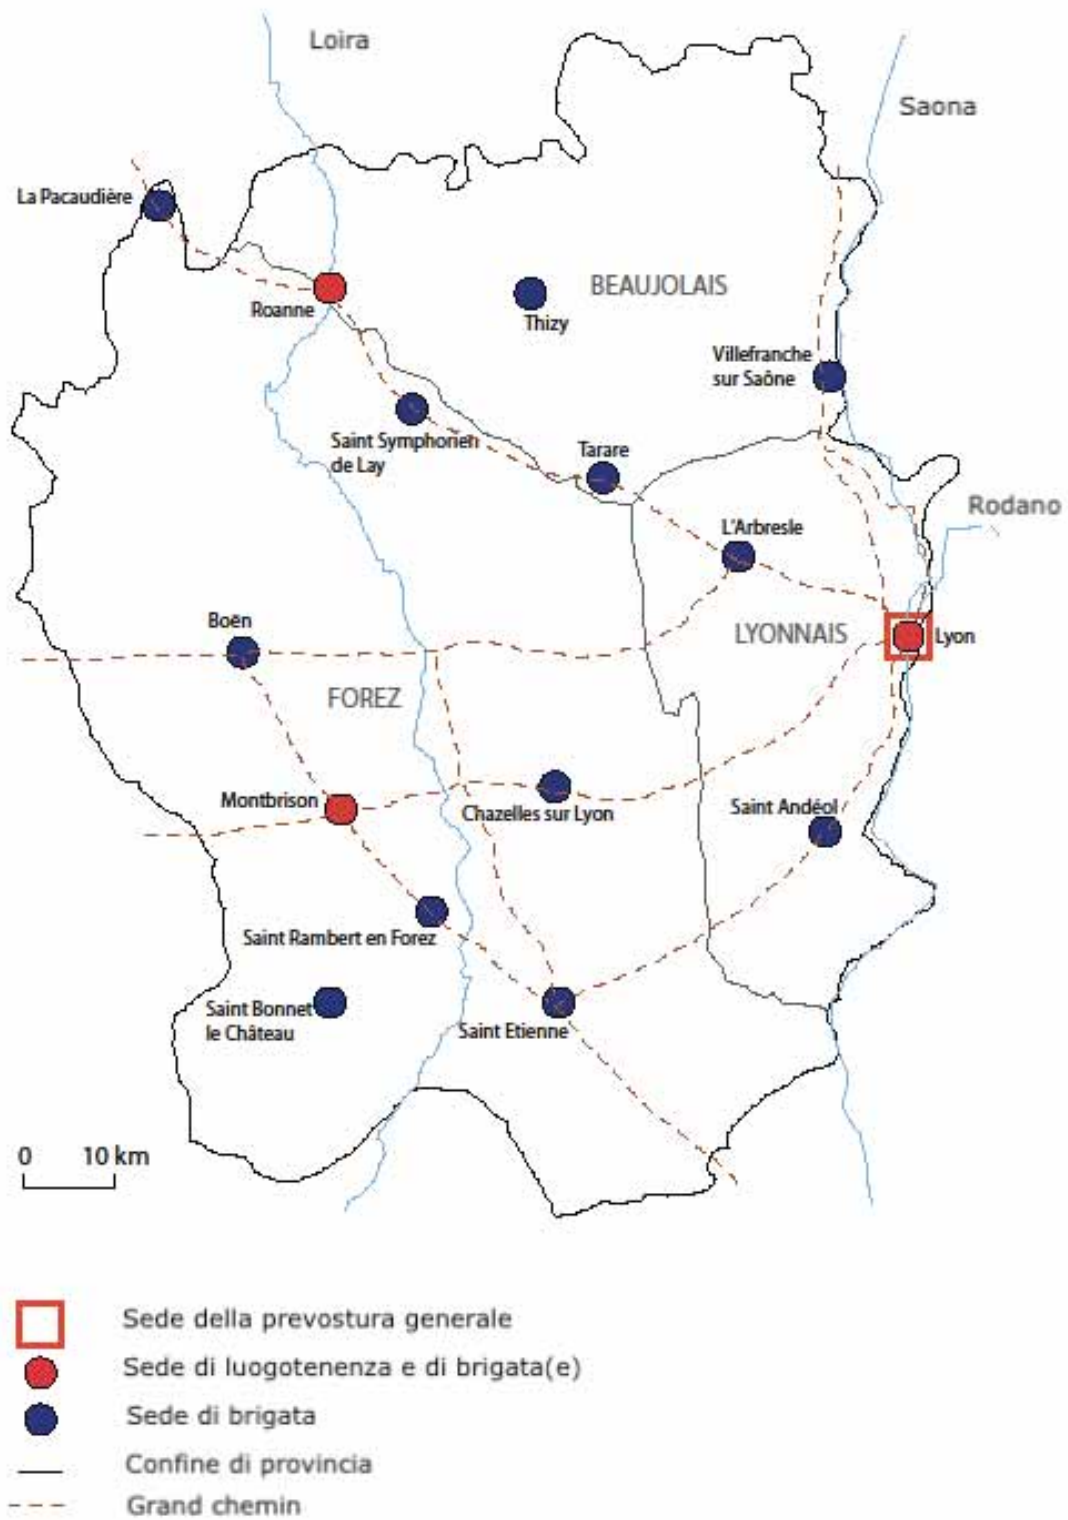 Loira
Saona
La Pacaudière
BEAUJOLAIS
Roanne
Thizy
Villefranche
sur Saône
Saint Symphorien
de Lay
Tarare
Rodano
L'Arbresle
Boën
LYONNAIS
Lyon
FOREZ
Montbrison
Chazelles sur Lyon
Saint Andéol
Saint Rambert en Forez
Saint Bonnet
le Château
Saint Etienne
0 10 km
Sede della prevostura generale
Sede di luogotenenza e di brigata(e)
Sede di brigata
Confine di provincia
Grand chemin